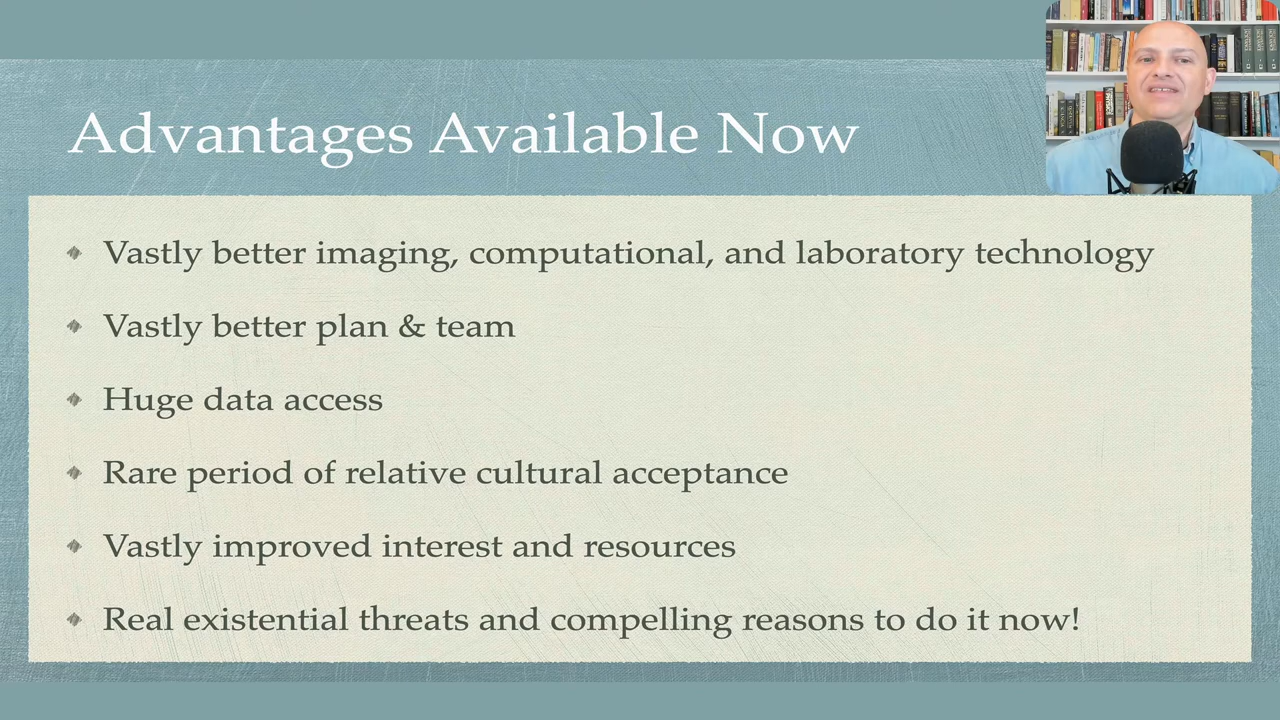 Advantages Available Now
Vastly better imaging, computational, and laboratory technology
Vastly better plan & team
Huge data access
Rare period of relative cultural acceptance
Vastly improved interest and resources
Real existential threats and compelling reasons to do it now!